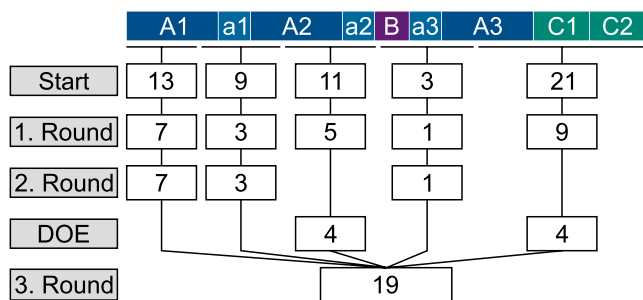 A1 a1 A2 a2 B a3 A3 C1 C2
Start 13 9 11 3 21
1. Round 7 3 5 1 9
2. Round 7 3 1
DOE 4 4
3. Round 19